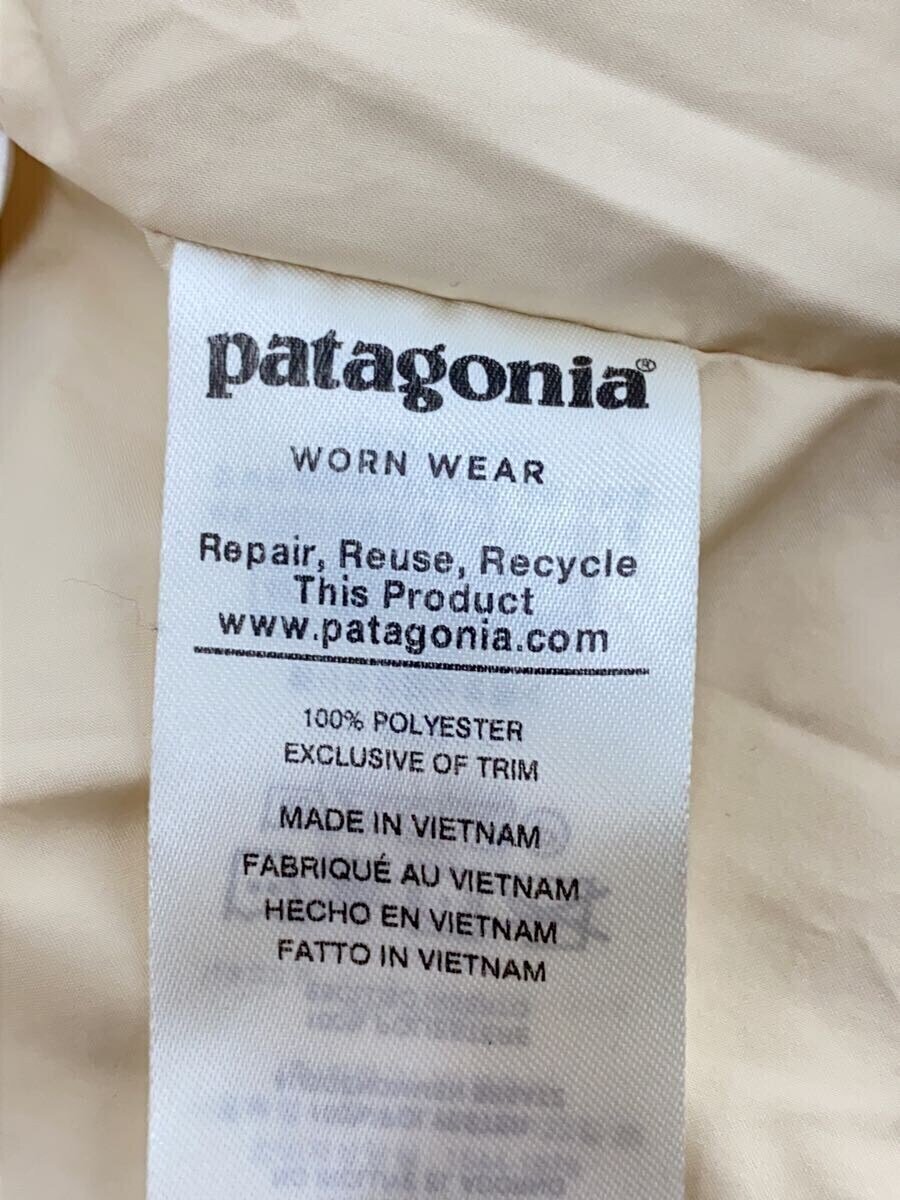 patagonia®
WORN WEAR
Repair, Reuse, Recycle
This Product
www.patagonia.com
100% POLYESTER
EXCLUSIVE OF TRIM
MADE IN VIETNAM
FABRIQUÉ AU VIETNAM
HECHO EN VIETNAM
FATTO IN VIETNAM